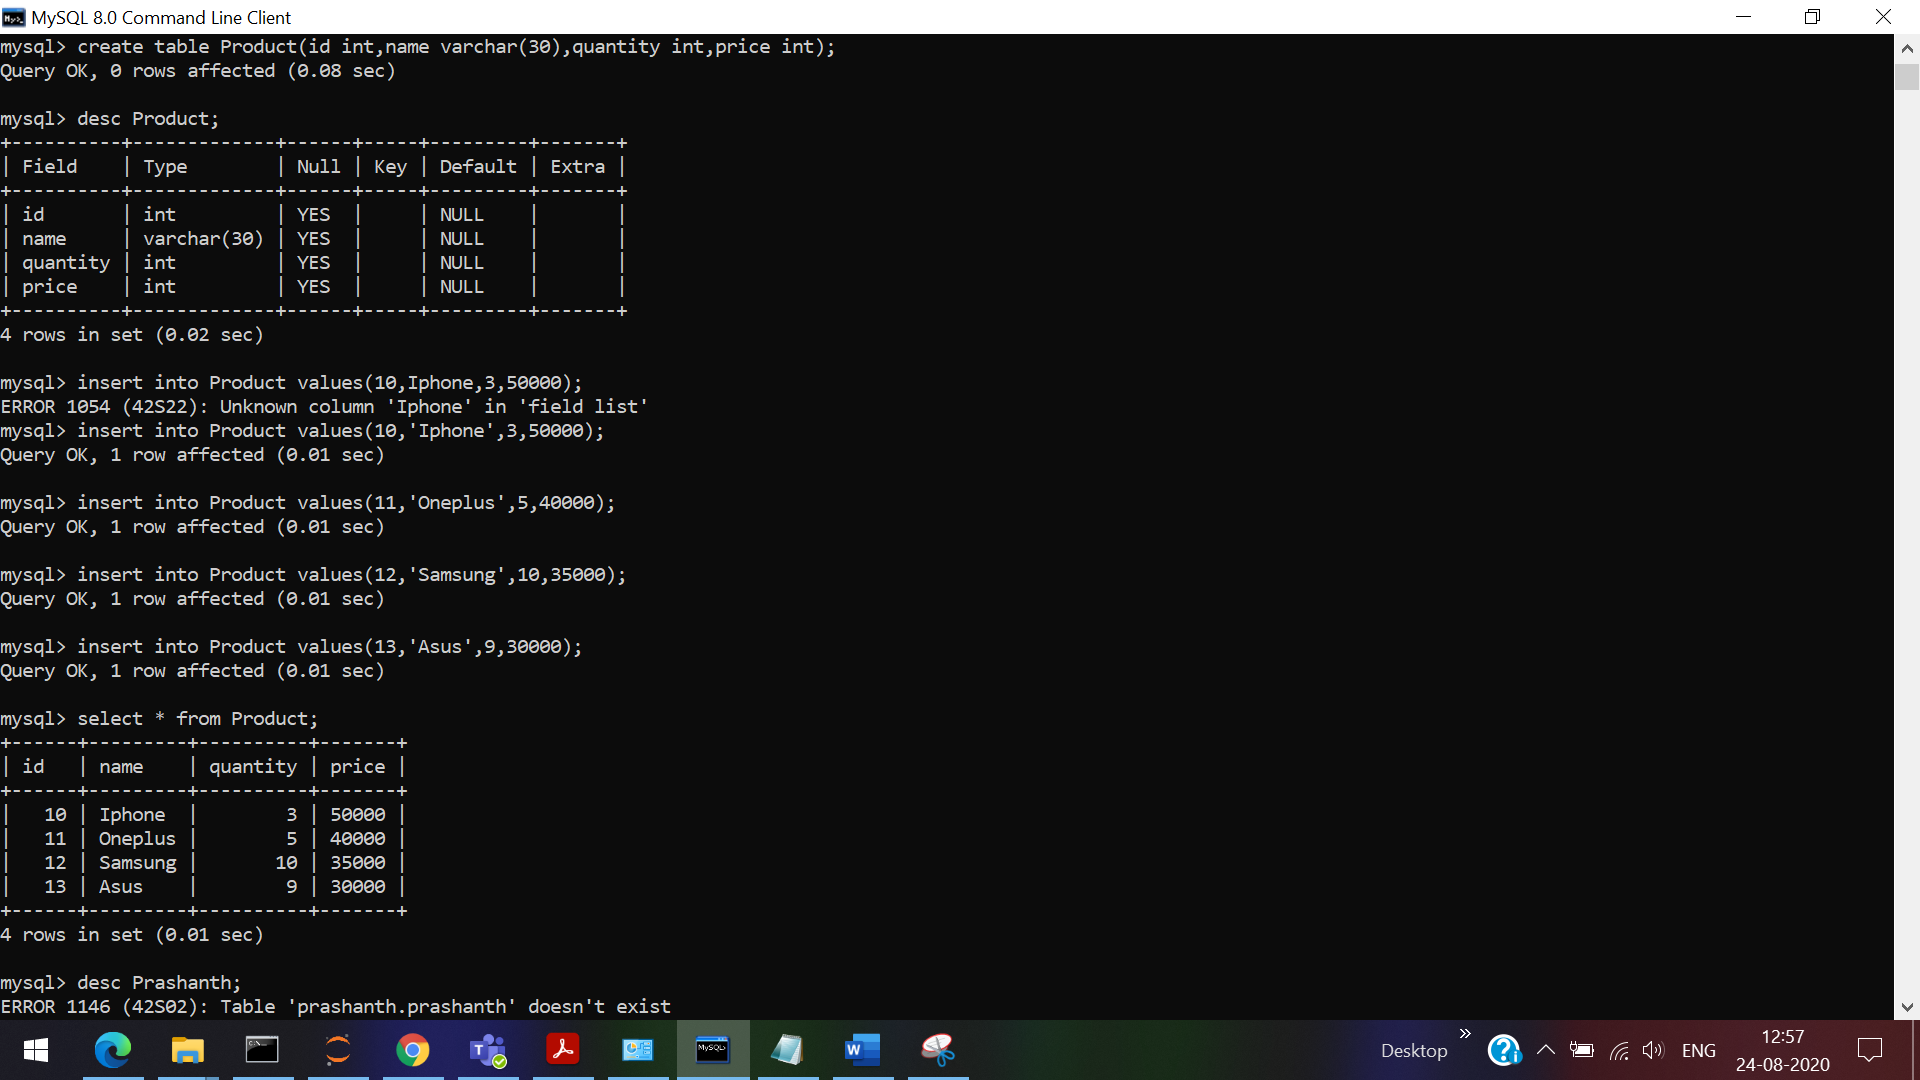 MySQL 8.0 Command Line Client
mysql> create table Product(id int,name varchar(30),quantity int,price int);
Query OK, 0 rows affected (0.08 sec)
mysql> desc Product;
+----------+-------------+------+-----+---------+-------+
| Field    | Type        | Null | Key | Default | Extra |
+----------+-------------+------+-----+---------+-------+
| id       | int         | YES  |     | NULL    |       |
| name     | varchar(30) | YES  |     | NULL    |       |
| quantity | int         | YES  |     | NULL    |       |
| price    | int         | YES  |     | NULL    |       |
+----------+-------------+------+-----+---------+-------+
4 rows in set (0.02 sec)
mysql> insert into Product values(10,Iphone,3,50000);
ERROR 1054 (42S22): Unknown column 'Iphone' in 'field list'
mysql> insert into Product values(10,'Iphone',3,50000);
Query OK, 1 row affected (0.01 sec)
mysql> insert into Product values(11,'Oneplus',5,40000);
Query OK, 1 row affected (0.01 sec)
mysql> insert into Product values(12,'Samsung',10,35000);
Query OK, 1 row affected (0.01 sec)
mysql> insert into Product values(13,'Asus',9,30000);
Query OK, 1 row affected (0.01 sec)
mysql> select * from Product;
+------+---------+----------+-------+
| id   | name    | quantity | price |
+------+---------+----------+-------+
|   10 | Iphone  |        3 | 50000 |
|   11 | Oneplus |        5 | 40000 |
|   12 | Samsung |       10 | 35000 |
|   13 | Asus    |        9 | 30000 |
+------+---------+----------+-------+
4 rows in set (0.01 sec)
mysql> desc Prashanth;
ERROR 1146 (42S02): Table 'prashanth.prashanth' doesn't exist
Desktop
ENG
12:57
24-08-2020